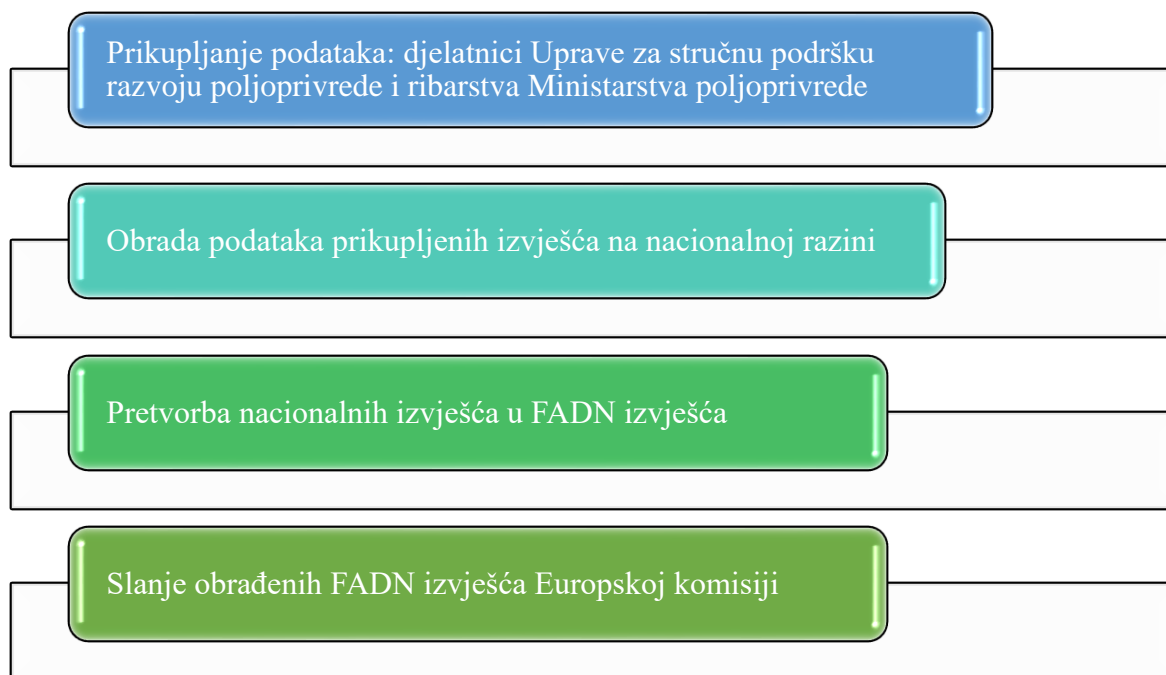 Prikupljanje podataka: djelatnici Uprave za stručnu podršku
razvoju poljoprivrede i ribarstva Ministarstva poljoprivrede
Obrada podataka prikupljenih izvješća na nacionalnoj razini
Pretvorba nacionalnih izvješća u FADN izvješća
Slanje obrađenih FADN izvješća Europskoj komisiji